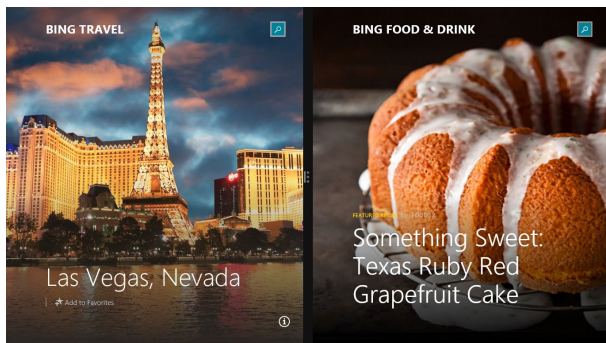 BING TRAVEL
Las Vegas, Nevada
Add to Favorites
BING FOOD & DRINK
Something Sweet:
Texas Ruby Red
Grapefruit Cake